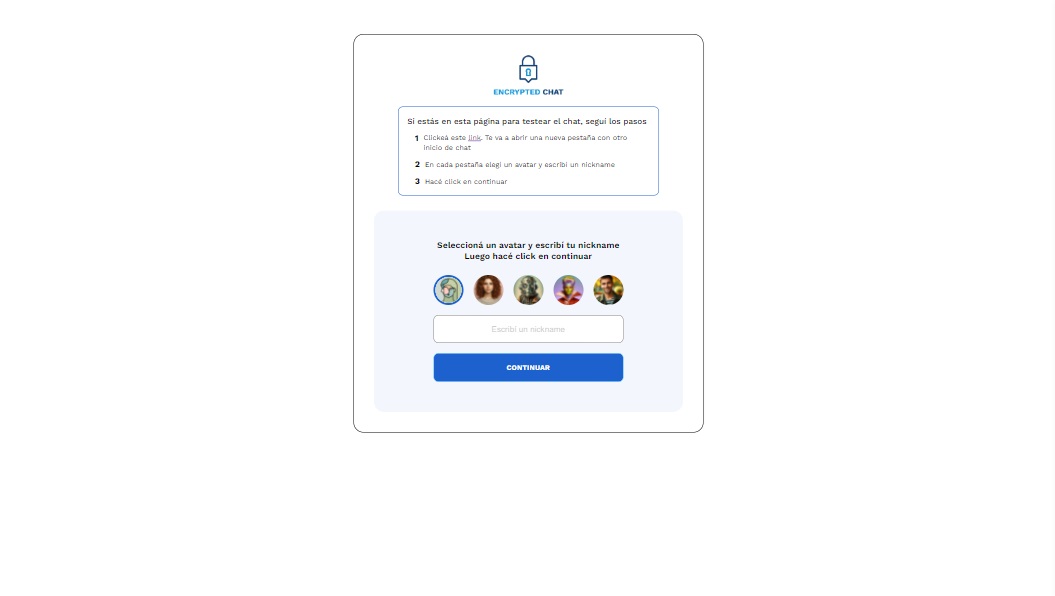 ENCRYPTED CHAT
Si estás en esta página para testear el chat, seguí los pasos
1 Clickeá este link. Te va a abrir una nueva pestaña con otro
inicio de chat
2 En cada pestaña elegí un avatar y escribí un nickname
3 Hacé click en continuar
Seleccioná un avatar y escribí tu nickname
Luego hacé click en continuar
Escribí un nickname
CONTINUAR